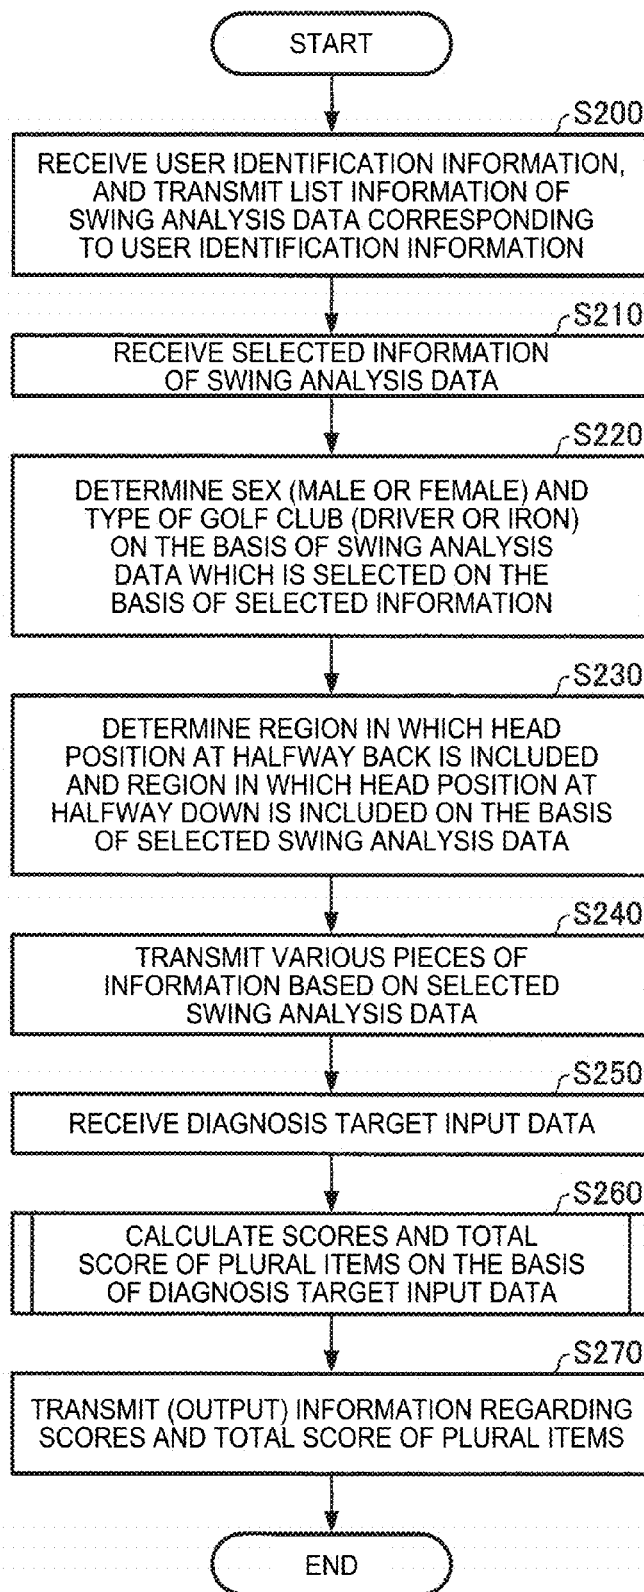 START
S200
RECEIVE USER IDENTIFICATION INFORMATION,
AND TRANSMIT LIST INFORMATION OF
SWING ANALYSIS DATA CORRESPONDING
TO USER IDENTIFICATION INFORMATION
S210
RECEIVE SELECTED INFORMATION
OF SWING ANALYSIS DATA
S220
DETERMINE SEX (MALE OR FEMALE) AND
TYPE OF GOLF CLUB (DRIVER OR IRON)
ON THE BASIS OF SWING ANALYSIS
DATA WHICH IS SELECTED ON THE
BASIS OF SELECTED INFORMATION
S230
DETERMINE REGION IN WHICH HEAD
POSITION AT HALFWAY BACK IS INCLUDED
AND REGION IN WHICH HEAD POSITION AT
HALFWAY DOWN IS INCLUDED ON THE BASIS
OF SELECTED SWING ANALYSIS DATA
S240
TRANSMIT VARIOUS PIECES OF
INFORMATION BASED ON SELECTED
SWING ANALYSIS DATA
S250
RECEIVE DIAGNOSIS TARGET INPUT DATA
S260
CALCULATE SCORES AND TOTAL
SCORE OF PLURAL ITEMS ON THE BASIS
OF DIAGNOSIS TARGET INPUT DATA
S270
TRANSMIT (OUTPUT) INFORMATION REGARDING
SCORES AND TOTAL SCORE OF PLURAL ITEMS
END